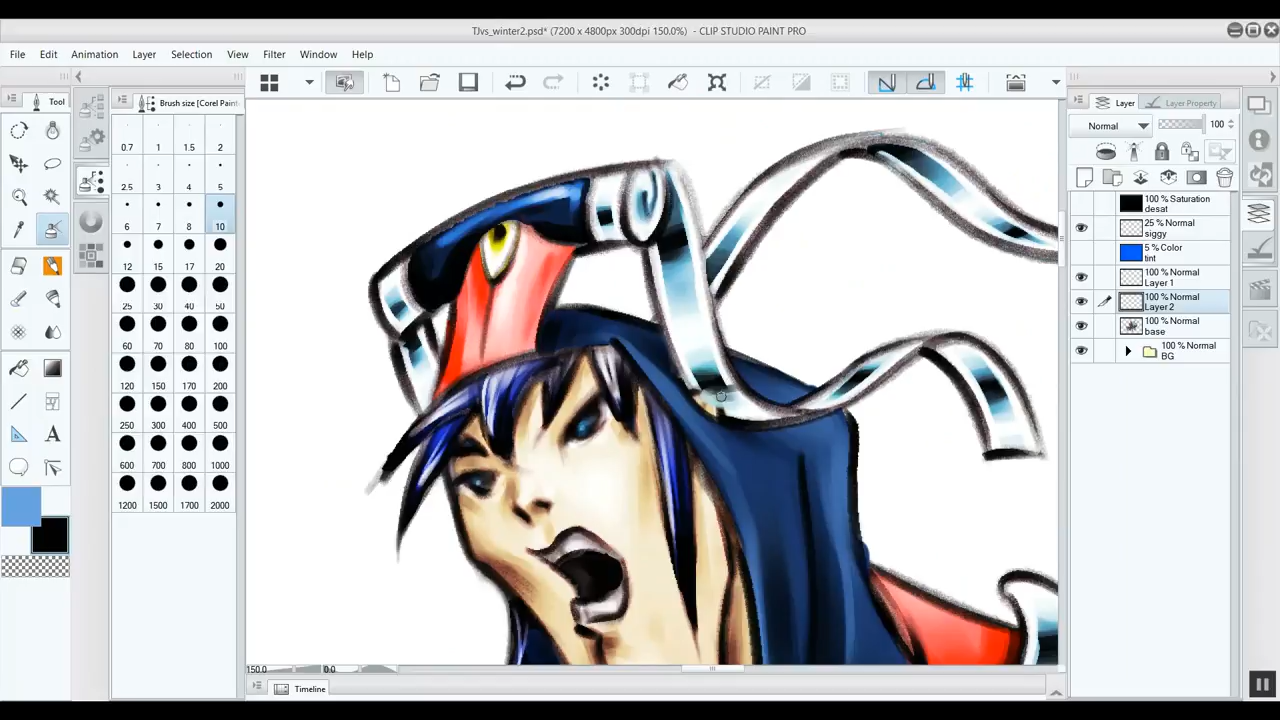 TJvs_winter2.psd* (7200 x 4800px 300dpi 150.0%)  - CLIP STUDIO PAINT PRO
File Edit Animation Layer Selection View Filter Window Help
Tool
Brush size [Corel Paint
Layer
Layer Property
0.7 1 1.5 2
Normal 100
2.5 3 4 5
6 7 8 10
12 15 17 20
25 30 40 50
60 70 80 100
120 150 170 200
250 300 400 500
600 700 800 1000
1200 1500 1700 2000
100 % Saturation
desat
25 % Normal
siggy
5 % Color
tint
100 % Normal
Layer 1
100 % Normal
Layer 2
100 % Normal
base
100 % Normal
BG
A
150.0 0.0
Timeline